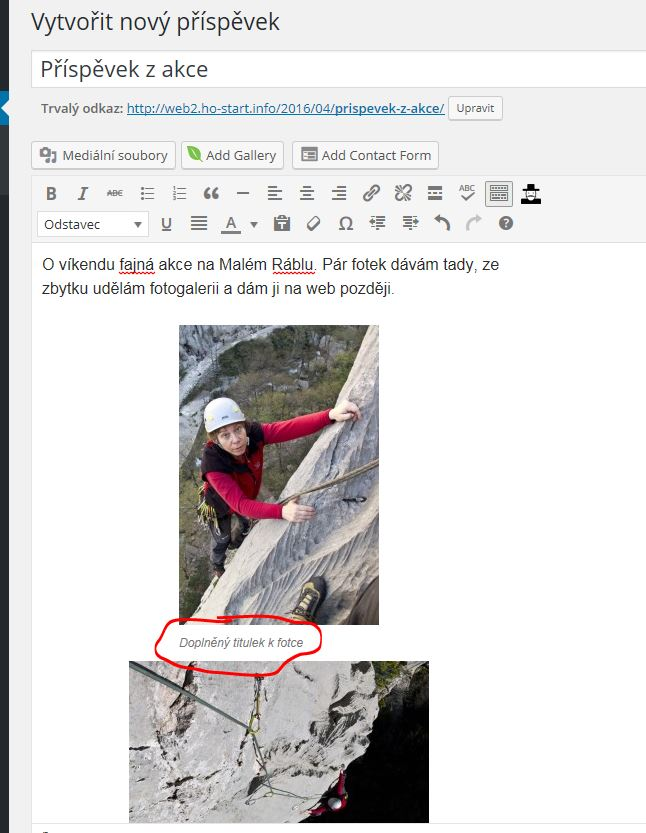 Vytvořit nový příspěvek
Příspěvek z akce
Trvalý odkaz: http://web2.ho-start.info/2016/04/prispevek-z-akce/ Upravit
Mediální soubory Add Gallery Add Contact Form
B I ABC ABC
Odstavec U A Ω ?
O víkendu fajná akce na Malém Ráblu. Pár fotek dávám tady, ze
zbytku udělám fotogalerii a dám ji na web později.
Doplněný titulek k fotce